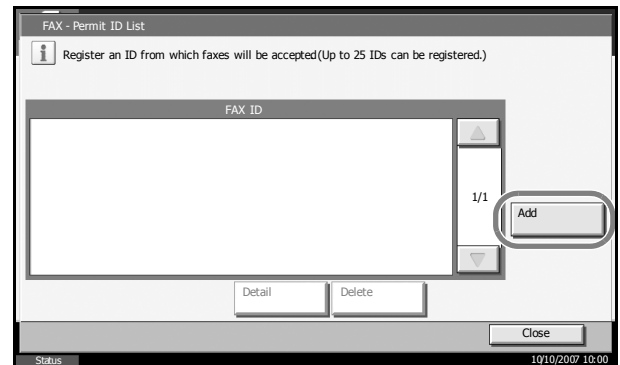 FAX - Permit ID List
Register an ID from which faxes will be accepted(Up to 25 IDs can be registered.)
FAX ID
1/1
Add
Detail
Delete
Close
Status
10/10/2007 10:00